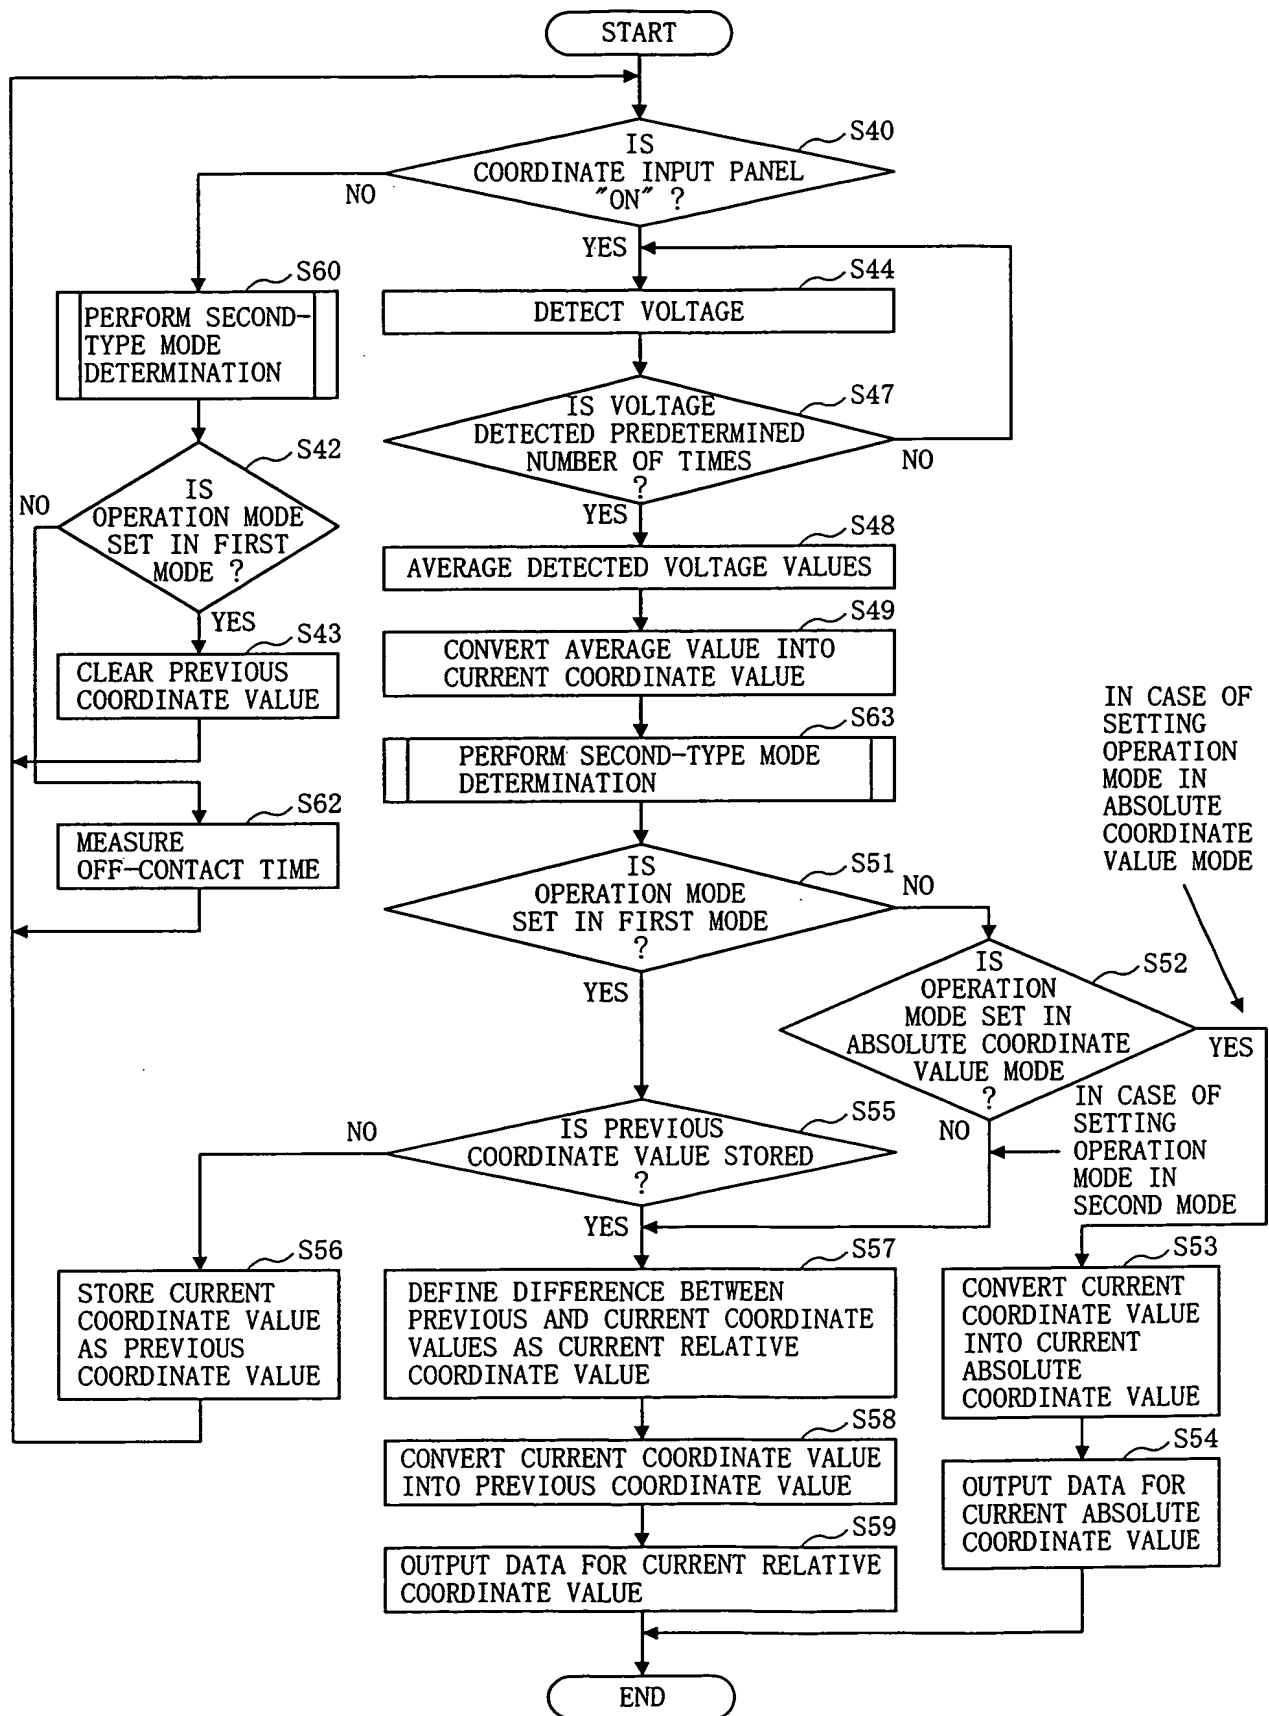 START
S40
IS
COORDINATE INPUT PANEL
"ON" ?
NO
YES
S60
PERFORM SECOND-
TYPE MODE
DETERMINATION
S44
DETECT VOLTAGE
S47
IS VOLTAGE
DETECTED PREDETERMINED
NUMBER OF TIMES
?
NO
YES
S42
NO
IS
OPERATION MODE
SET IN FIRST
MODE ?
YES
S43
CLEAR PREVIOUS
COORDINATE VALUE
S48
AVERAGE DETECTED VOLTAGE VALUES
S49
CONVERT AVERAGE VALUE INTO
CURRENT COORDINATE VALUE
S63
PERFORM SECOND-TYPE MODE
DETERMINATION
IN CASE OF
SETTING
OPERATION
MODE IN
ABSOLUTE
COORDINATE
VALUE MODE
S62
MEASURE
OFF-CONTACT TIME
S51
IS
OPERATION MODE
SET IN FIRST MODE
?
NO
YES
S52
IS
OPERATION
MODE SET IN
ABSOLUTE COORDINATE
VALUE MODE
?
YES
NO
IN CASE OF
SETTING
OPERATION
MODE IN
SECOND MODE
S55
NO
IS PREVIOUS
COORDINATE VALUE STORED
?
YES
S56
STORE CURRENT
COORDINATE VALUE
AS PREVIOUS
COORDINATE VALUE
S57
DEFINE DIFFERENCE BETWEEN
PREVIOUS AND CURRENT COORDINATE
VALUES AS CURRENT RELATIVE
COORDINATE VALUE
S53
CONVERT CURRENT
COORDINATE VALUE
INTO CURRENT
ABSOLUTE
COORDINATE VALUE
S58
CONVERT CURRENT COORDINATE VALUE
INTO PREVIOUS COORDINATE VALUE
S54
OUTPUT DATA FOR
CURRENT ABSOLUTE
COORDINATE VALUE
S59
OUTPUT DATA FOR CURRENT RELATIVE
COORDINATE VALUE
END